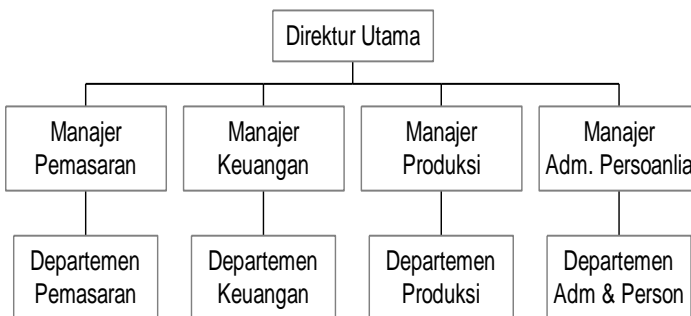 Direktur Utama
Manajer
Pemasaran
Manajer
Keuangan
Manajer
Produksi
Manajer
Adm. Persoanlia
Departemen
Pemasaran
Departemen
Keuangan
Departemen
Produksi
Departemen
Adm & Person